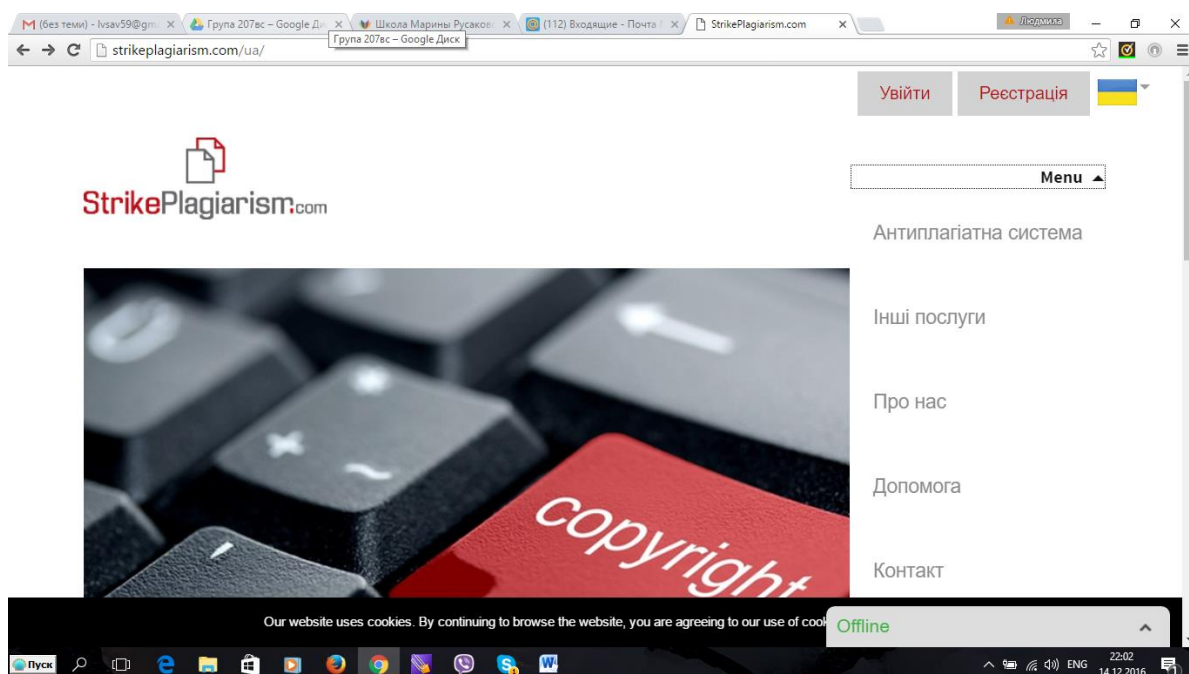 (без теми) - lvsav59@gm
Група 207вс – Google Ди
Школа Марины Русаков
(112) Входящие - Почта
StrikePlagiarism.com
Людмила
Група 207вс – Google Диск
strikeplagiarism.com/ua/
Увійти
Реєстрація
Menu
StrikePlagiarism.com
Антиплагіатна система
Інші послуги
Про нас
Допомога
Контакт
copyright
Our website uses cookies. By continuing to browse the website, you are agreeing to our use of cook
Offline
Пуск
ENG
22:02
14.12.2016